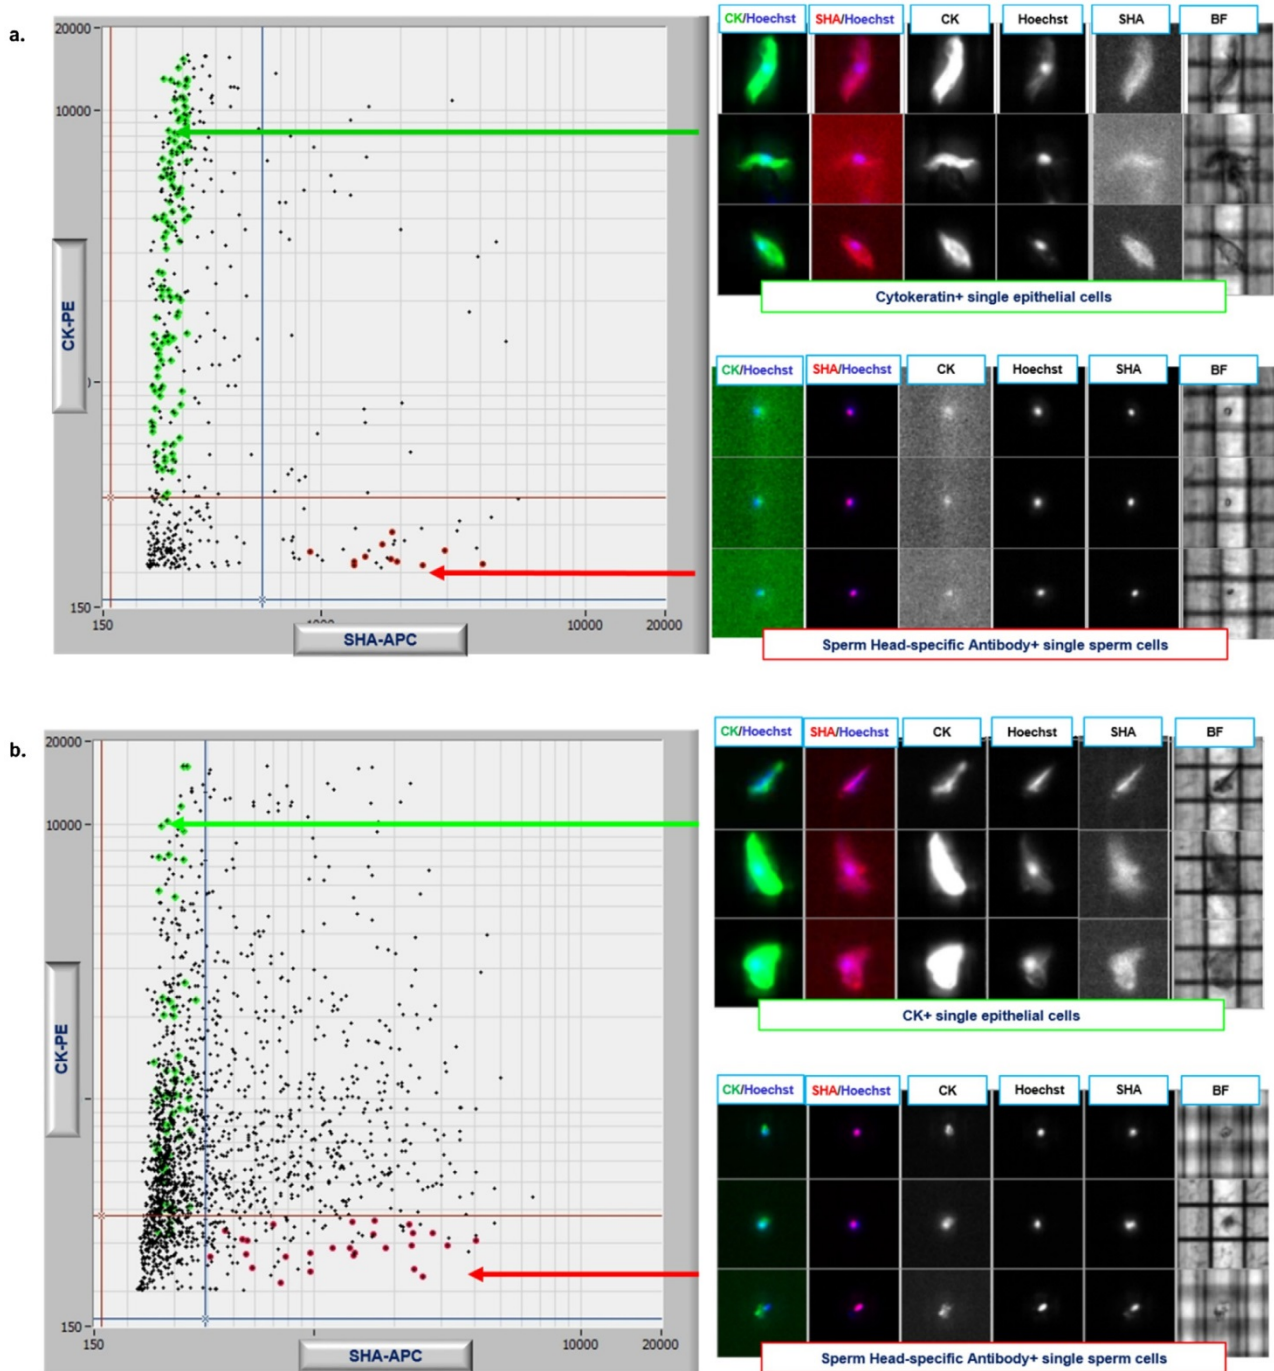 a.
20000
10000
)
150
CK-PE
150
10000
20000
SHA-APC
CK/Hoechst
SHA/Hoechst
CK
Hoechst
SHA
BF
Cytokeratin+ single epithelial cells
CK/Hoechst
SHA/Hoechst
CK
Hoechst
SHA
BF
Sperm Head-specific Antibody+ single sperm cells
b.
20000
10000
150
CK-PE
150
10000
20000
SHA-APC
CK/Hoechst
SHA/Hoechst
CK
Hoechst
SHA
BF
CK+ single epithelial cells
CK/Hoechst
SHA/Hoechst
CK
Hoechst
SHA
BF
Sperm Head-specific Antibody+ single sperm cells